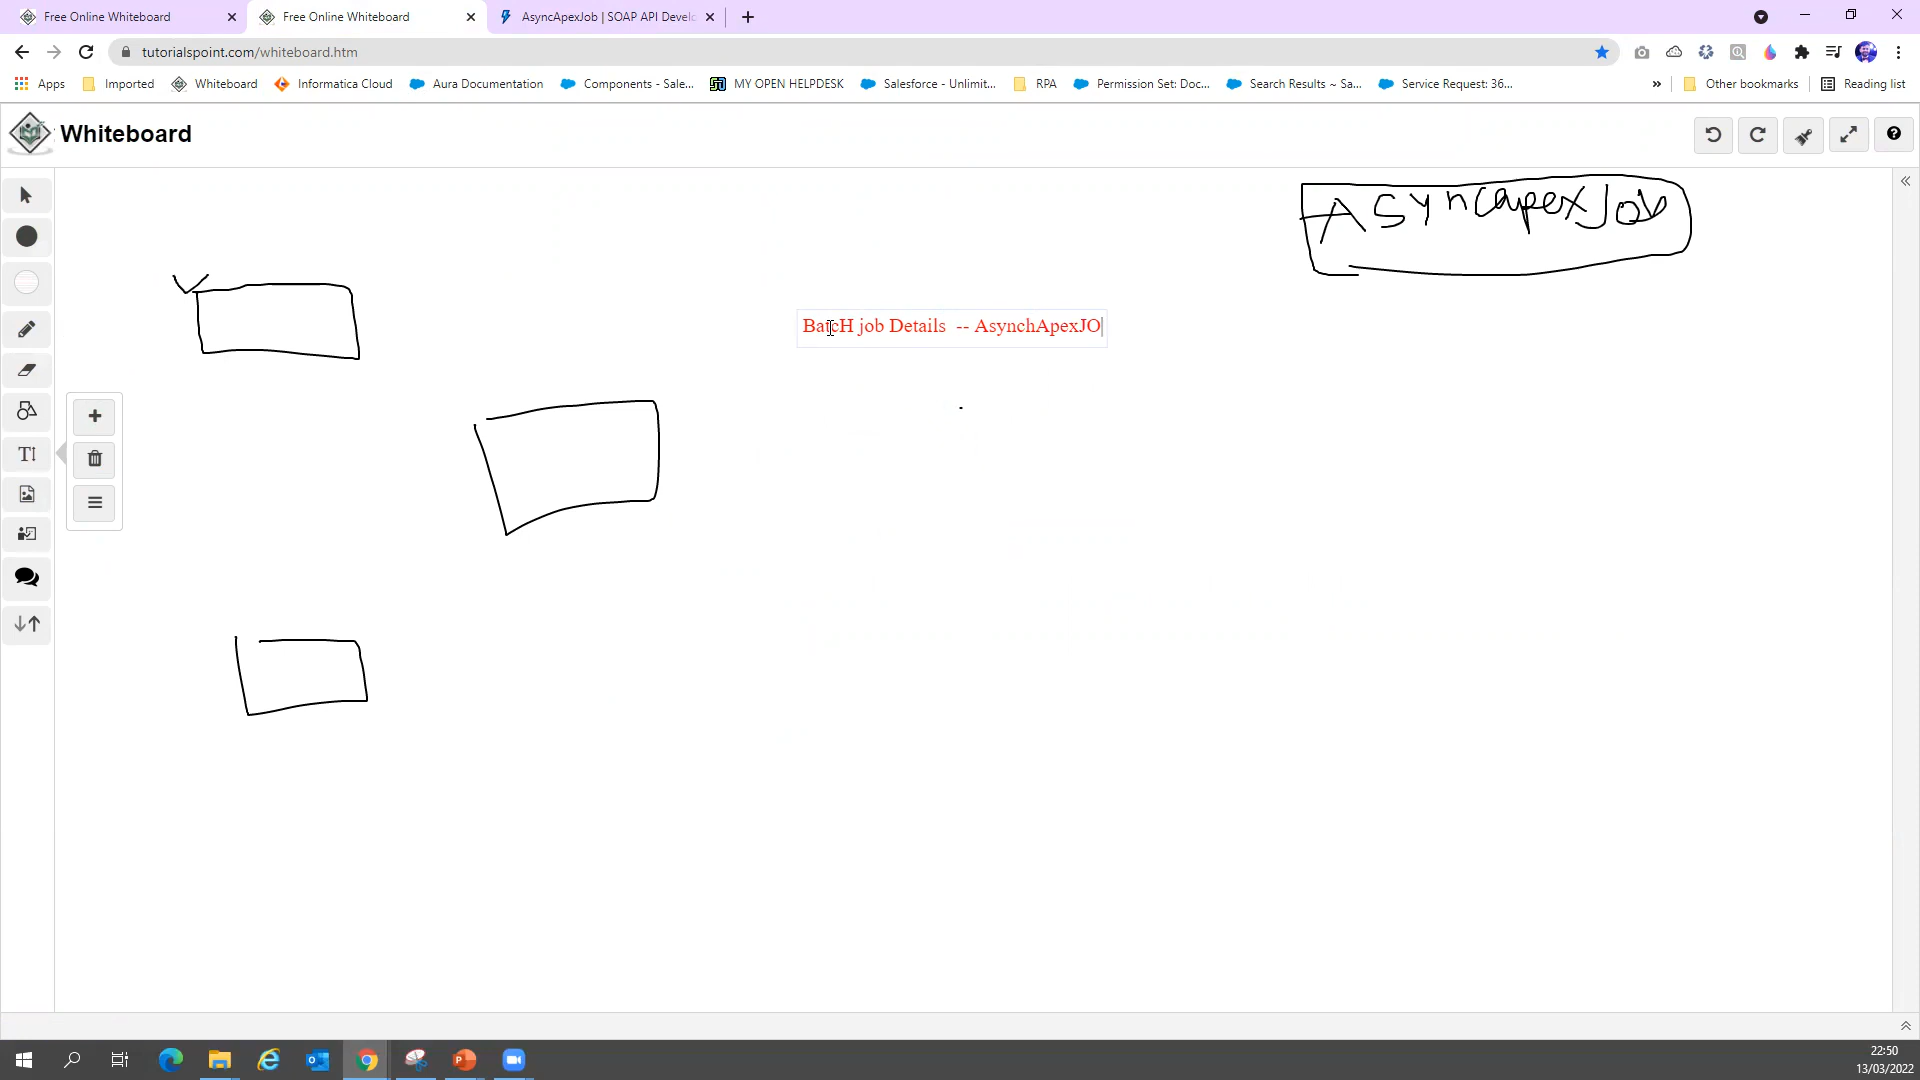 Free Online Whiteboard
Free Online Whiteboard
AsyncApexJob | SOAP API Develo
tutorialspoint.com/whiteboard.htm
Apps
Imported
Whiteboard
Informatica Cloud
Aura Documentation
Components - Sale...
MY OPEN HELPDESK
Salesforce - Unlimit...
RPA
Permission Set: Doc...
Search Results ~ Sa...
Service Request: 36...
»
Other bookmarks
Reading list
Whiteboard
AsyncapexJob
BatcH job Details -- AsynchApexJO
22:50
13/03/2022